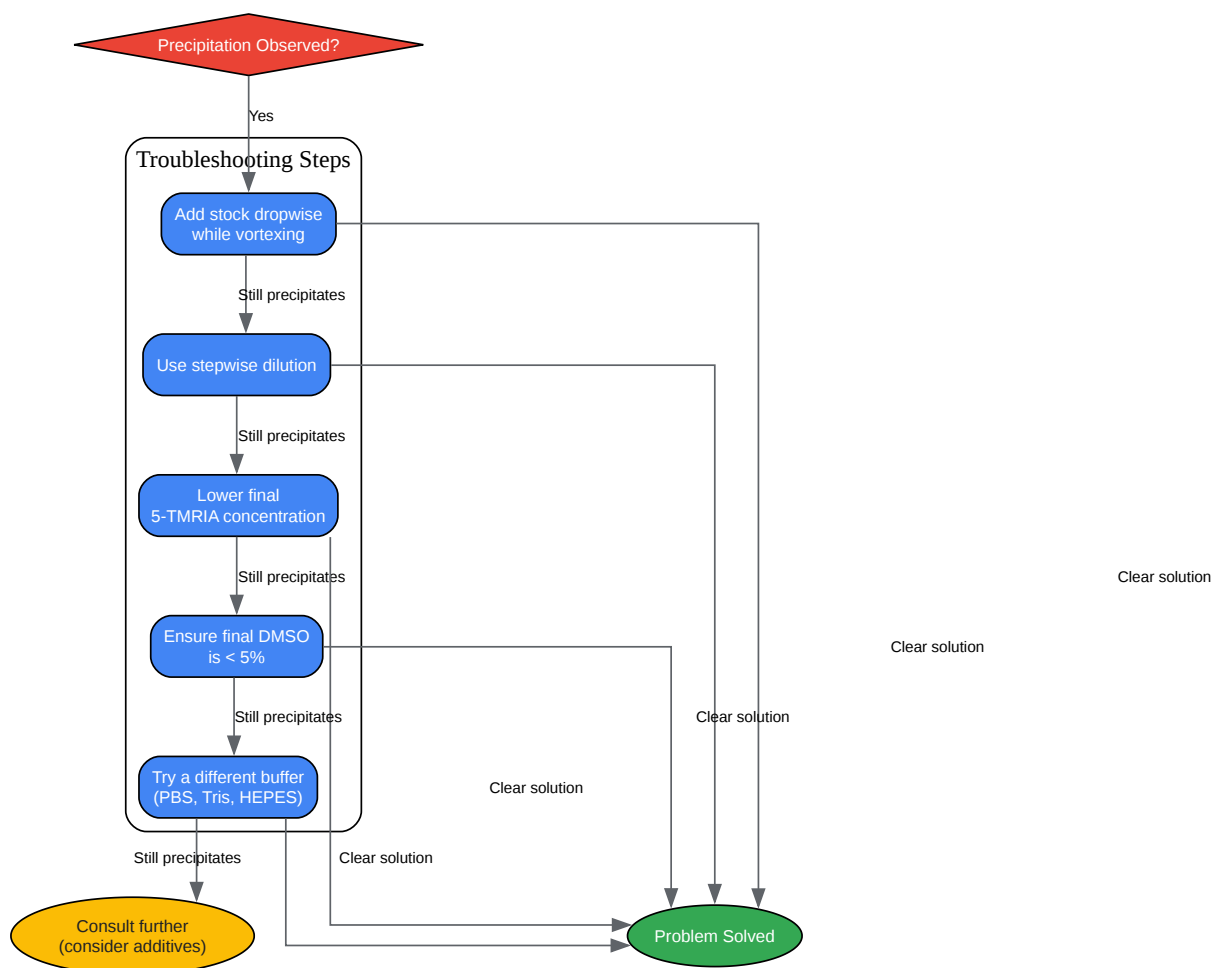 Precipitation Observed?
Yes
Troubleshooting Steps
Add stock dropwise
while vortexing
Still precipitates
Use stepwise dilution
Still precipitates
Lower final
5-TMRIA concentration
Still precipitates
Clear solution
Ensure final DMSO
is < 5%
Clear solution
Still precipitates
Clear solution
Try a different buffer
(PBS, Tris, HEPES)
Clear solution
Still precipitates
Clear solution
Consult further
(consider additives)
Problem Solved